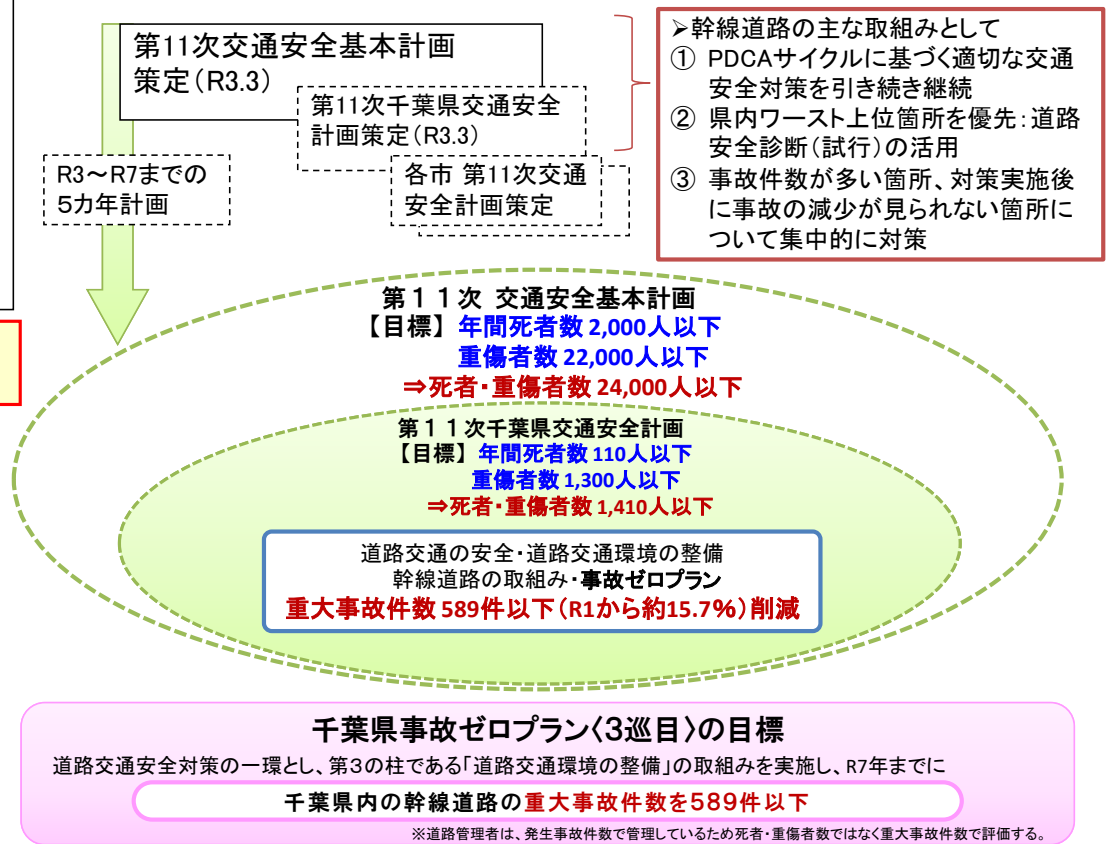 第11次交通安全基本計画
策定(R3.3)
第11次千葉県交通安全
計画策定(R3.3)
各市 第11次交通
安全計画策定
R3～R7までの
5カ年計画
➢幹線道路の主な取組みとして
① PDCAサイクルに基づく適切な交通
安全対策を引き続き継続
② 県内ワースト上位箇所を優先:道路
安全診断(試行)の活用
③ 事故件数が多い箇所、対策実施後
に事故の減少が見られない箇所に
ついて集中的に対策
第11次 交通安全基本計画
【目標】 年間死者数 2,000人以下
重傷者数 22,000人以下
⇒死者・重傷者数 24,000人以下
第11次千葉県交通安全計画
【目標】 年間死者数 110人以下
重傷者数 1,300人以下
⇒死者・重傷者数 1,410人以下
道路交通の安全・道路交通環境の整備
幹線道路の取組み・事故ゼロプラン
重大事故件数 589件以下(R1から約15.7%)削減
千葉県事故ゼロプラン〈3巡目〉の目標
道路交通安全対策の一環とし、第3の柱である「道路交通環境の整備」の取組みを実施し、R7年までに
千葉県内の幹線道路の重大事故件数を589件以下
※道路管理者は、発生事故件数で管理しているため死者・重傷者数ではなく重大事故件数で評価する。